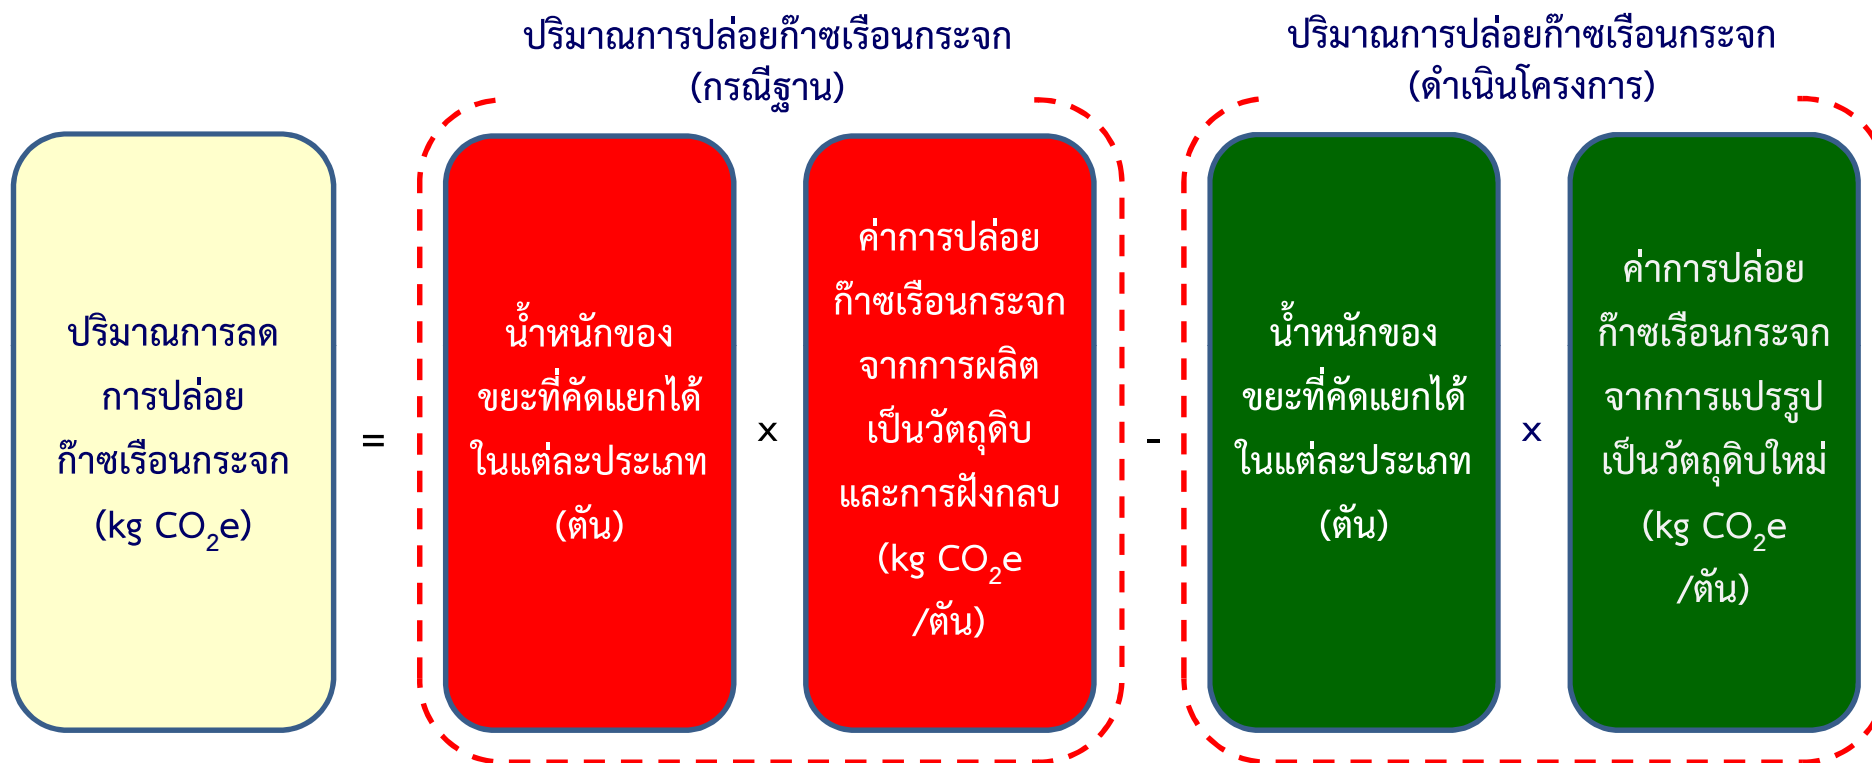 ปริมาณการปล่อยก๊าซเรือนกระจก
(กรณีฐาน)
ปริมาณการปล่อยก๊าซเรือนกระจก
(ดำเนินโครงการ)
ปริมาณการลด
การปล่อย
ก๊าซเรือนกระจก
(kg CO₂e)
=
น้ำหนักของ
ขยะที่คัดแยกได้
ในแต่ละประเภท
(ตัน)
x
ค่าการปล่อย
ก๊าซเรือนกระจก
จากการผลิต
เป็นวัตถุดิบ
และการฝังกลบ
(kg CO₂e
/ตัน)
-
น้ำหนักของ
ขยะที่คัดแยกได้
ในแต่ละประเภท
(ตัน)
x
ค่าการปล่อย
ก๊าซเรือนกระจก
จากการแปรรูป
เป็นวัตถุดิบใหม่
(kg CO₂e
/ตัน)